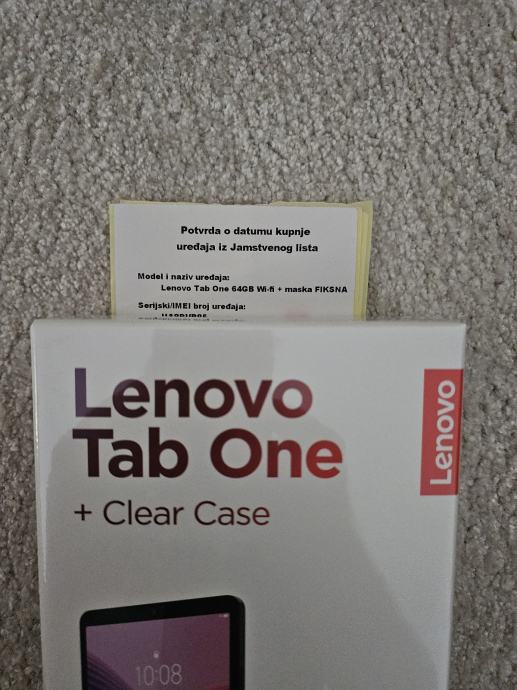 Potvrda o datumu kupnje
uređaja iz Jamstvenog lista
Model i naziv uređaja:
Lenovo Tab One 64GB Wi-fi + maska FIKSNA
Serijski/IMEI broj uređaja:
Lenovo
Tab One
+ Clear Case
Lenovo
10:08